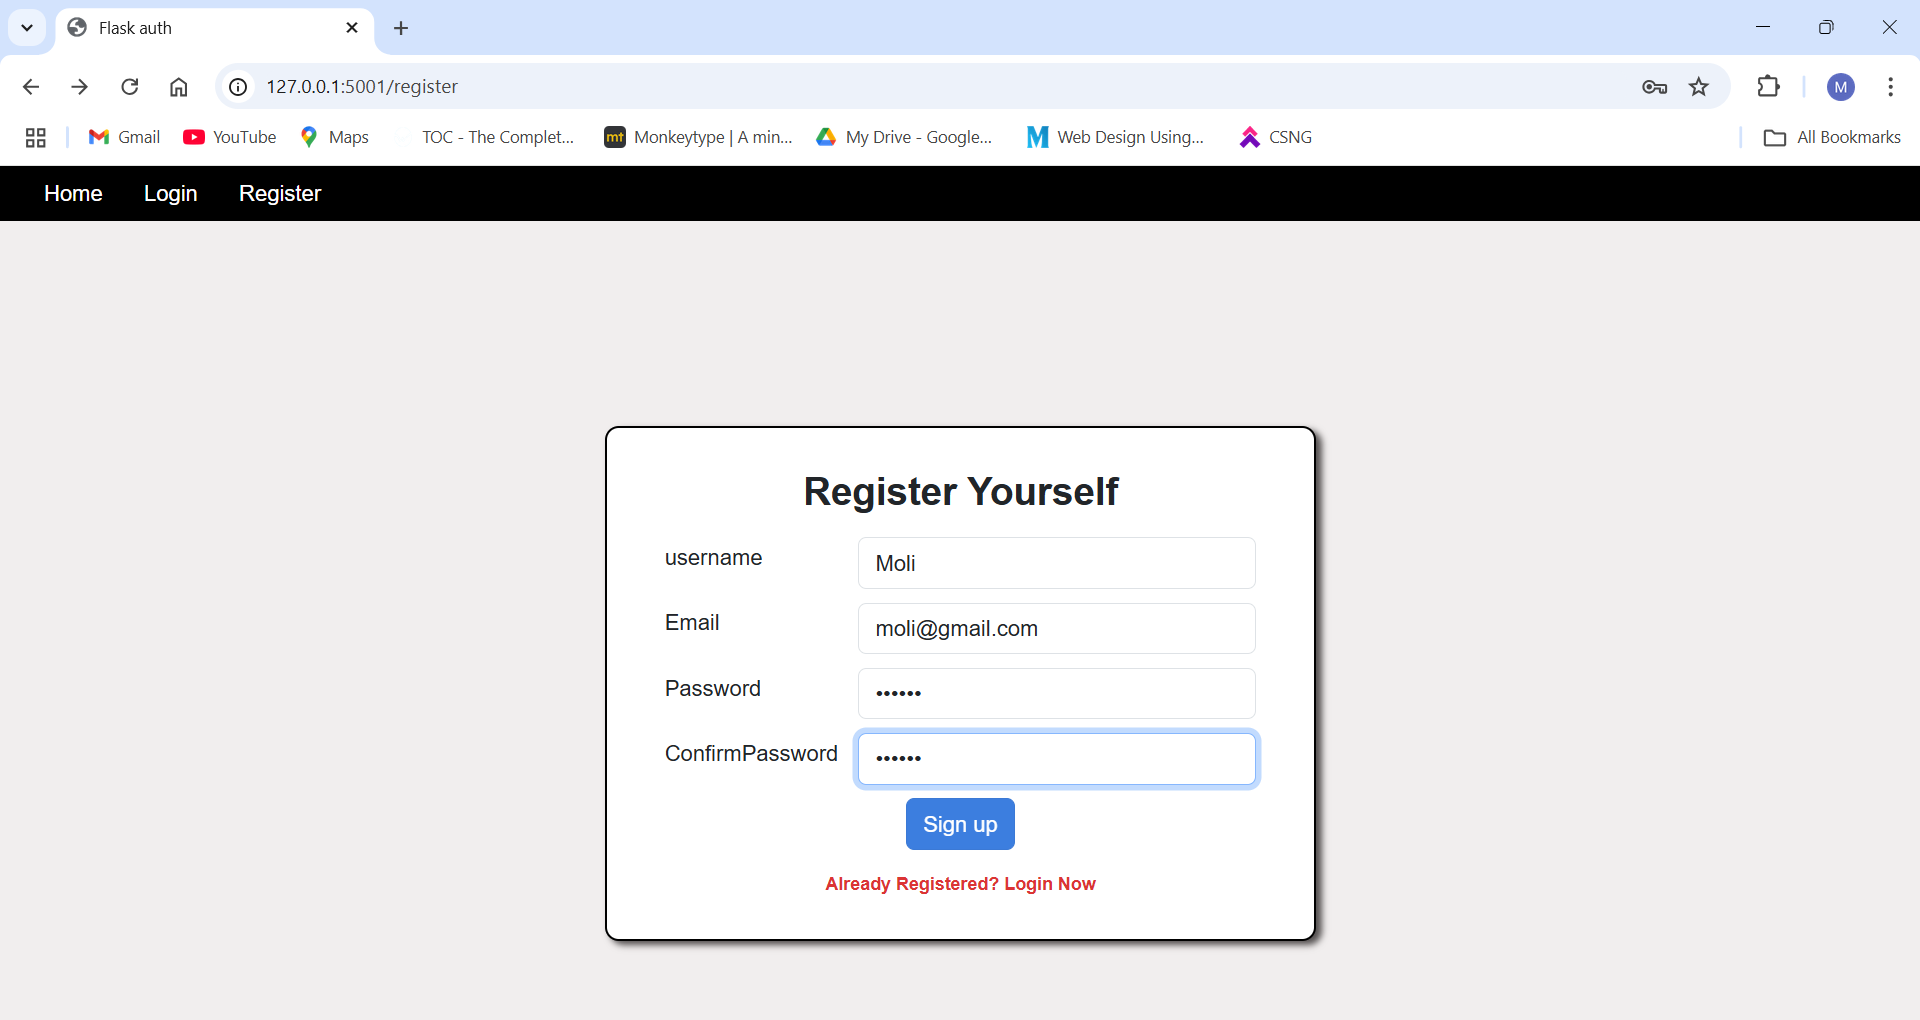 Flask auth
127.0.0.1:5001/register
M
Gmail YouTube Maps TOC - The Complet... mt Monkeytype | A min... My Drive - Google... Web Design Using... CSNG All Bookmarks
Home Login Register
Register Yourself
username Moli
Email moli@gmail.com
Password ••••••
ConfirmPassword ••••••
Sign up
Already Registered? Login Now